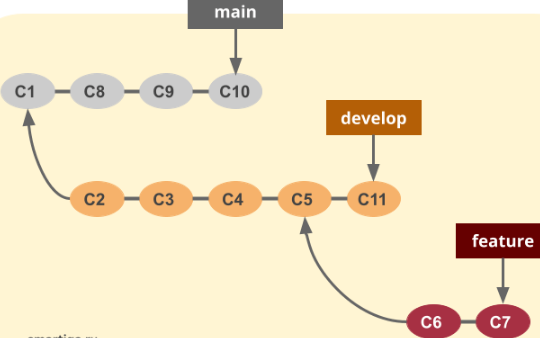 main
C1 C8 C9 C10
develop
C2 C3 C4 C5 C11
feature
C6 C7